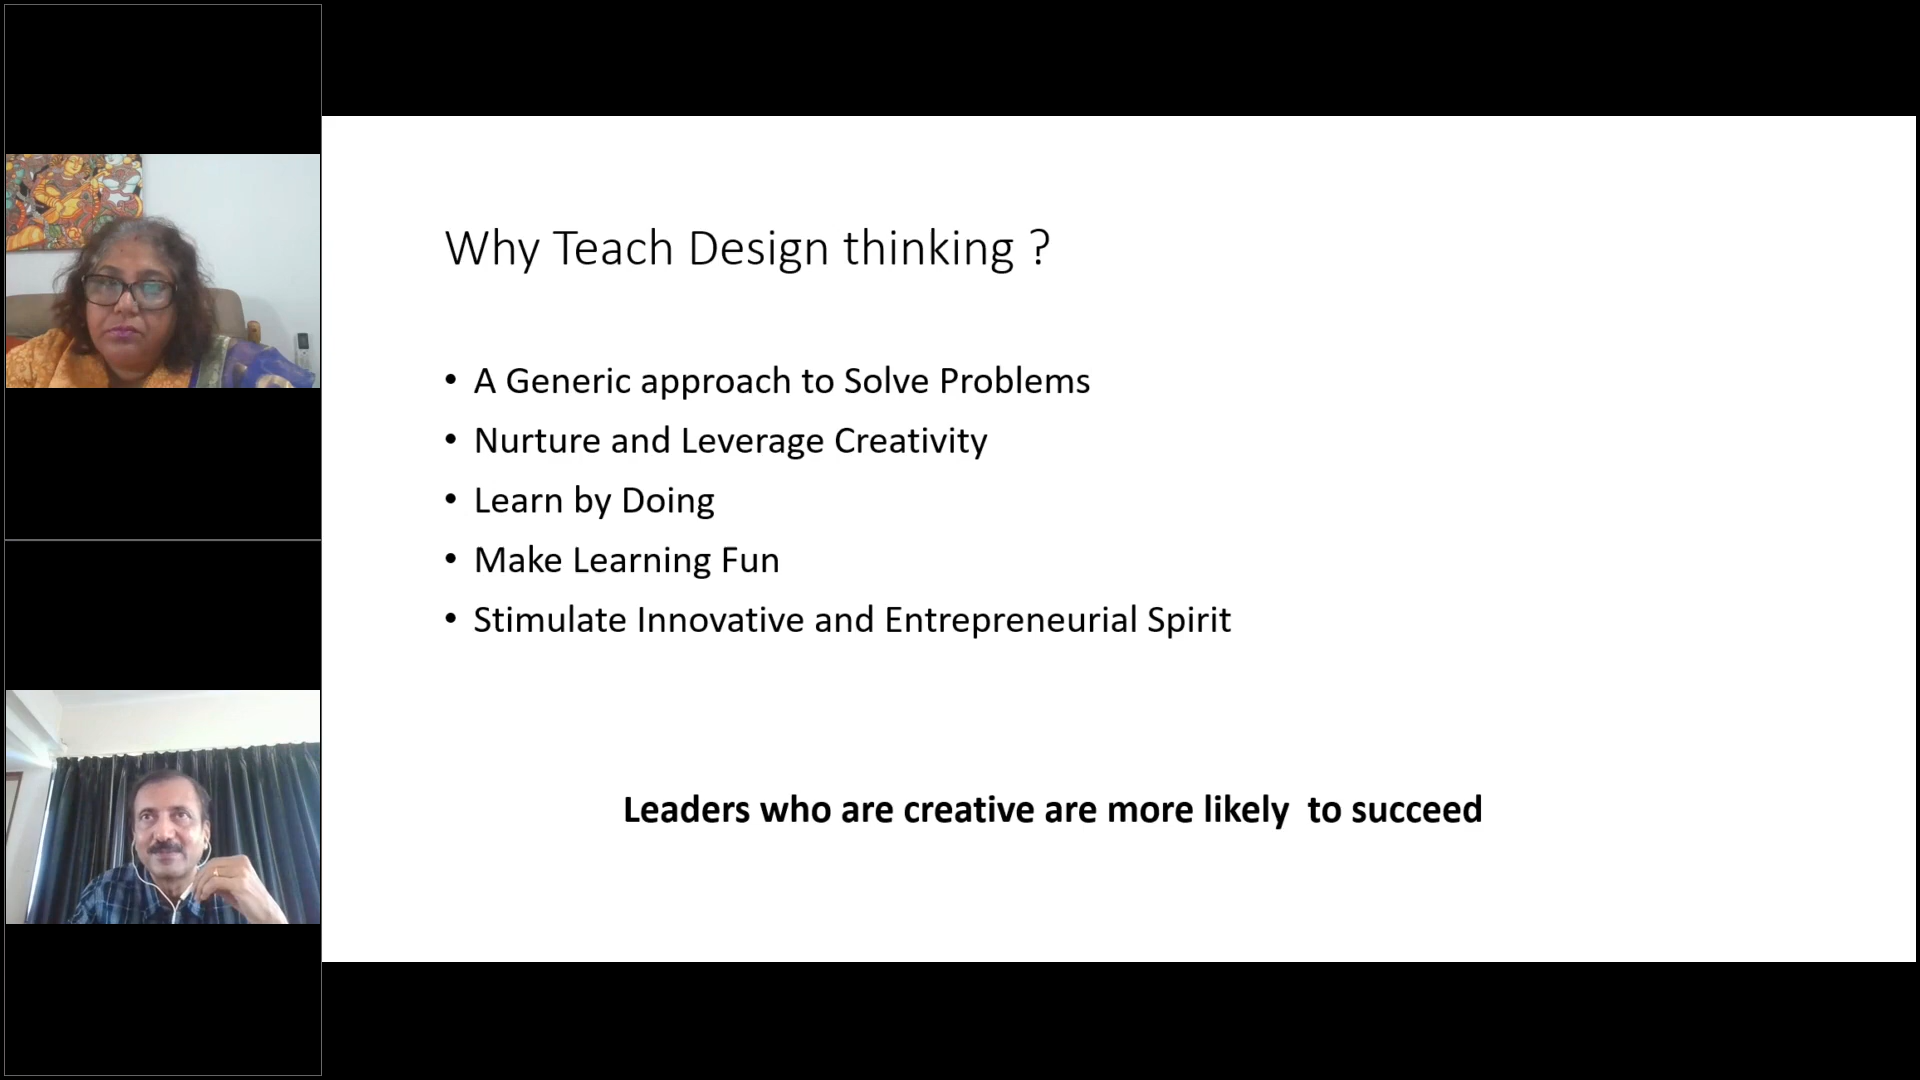 Why Teach Design thinking ?
• A Generic approach to Solve Problems
• Nurture and Leverage Creativity
• Learn by Doing
• Make Learning Fun
• Stimulate Innovative and Entrepreneurial Spirit
Leaders who are creative are more likely  to succeed